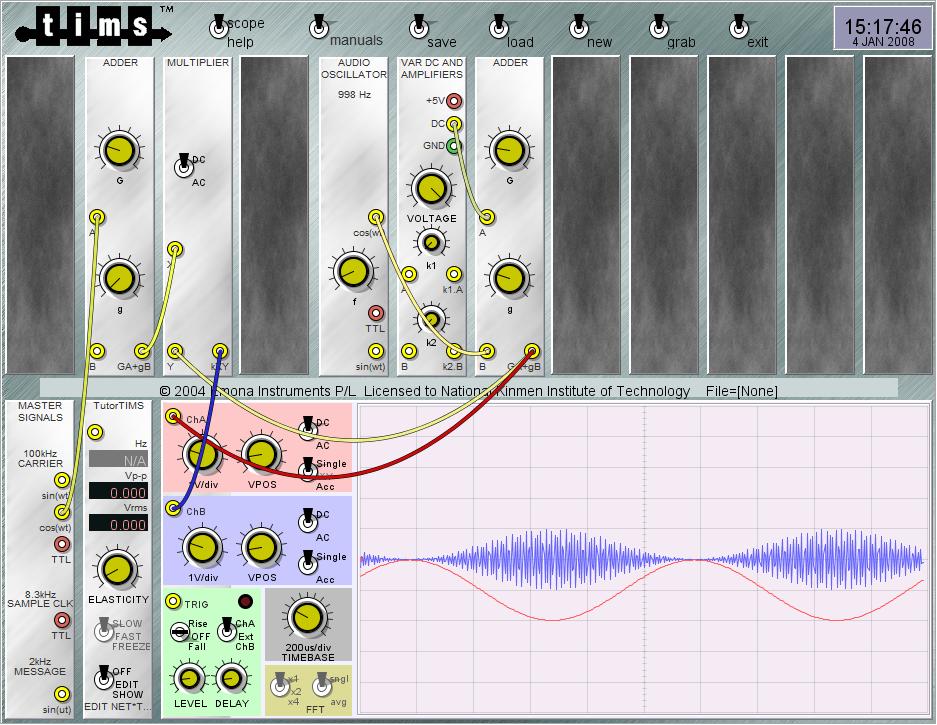 tims TM
scope
help
manuals
save
load
new
grab
exit
15:17:46
4 JAN 2008
ADDER
G
A
g
B GA+gB
MULTIPLIER
DC
AC
X
Y kXY
AUDIO
OSCILLATOR
998 Hz
cos(wt)
f
TTL
sin(wt)
VAR DC AND
AMPLIFIERS
+5V
DC
GND
VOLTAGE
k1
A k1.A
k2
B k2.B
ADDER
G
A
g
B GA+gB
© 2004 Emona Instruments P/L Licensed to National Kinmen Institute of Technology File=[None]
MASTER
SIGNALS
100kHz
CARRIER
sin(wt)
cos(wt)
TTL
8.3kHz
SAMPLE CLK
TTL
2kHz
MESSAGE
sin(ut)
TutorTIMS
Hz
N/A
Vp-p
0.000
Vrms
0.000
ELASTICITY
SLOW
FAST
FREEZE
OFF
EDIT
SHOW
EDIT NET*T...
ChA
1V/div
VPOS
DC
AC
Single
Acc
ChB
1V/div
VPOS
DC
AC
Single
Acc
TRIG
Rise
OFF
Fall
ChA
Ext
ChB
LEVEL DELAY
200us/div
TIMEBASE
x1
x2
x4
sngl
avg
FFT